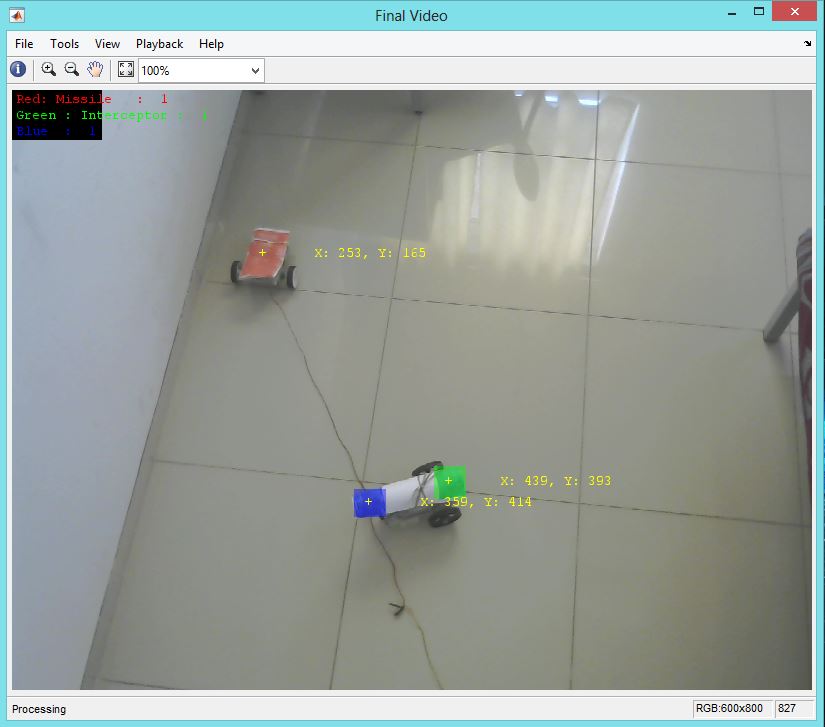 Final Video
File Tools View Playback Help
100%
Red: Missile : 1
Green : Interceptor : 1
Blue : 1
X: 253, Y: 165
X: 439, Y: 393
X: 359, Y: 414
Processing
RGB:600x800
827